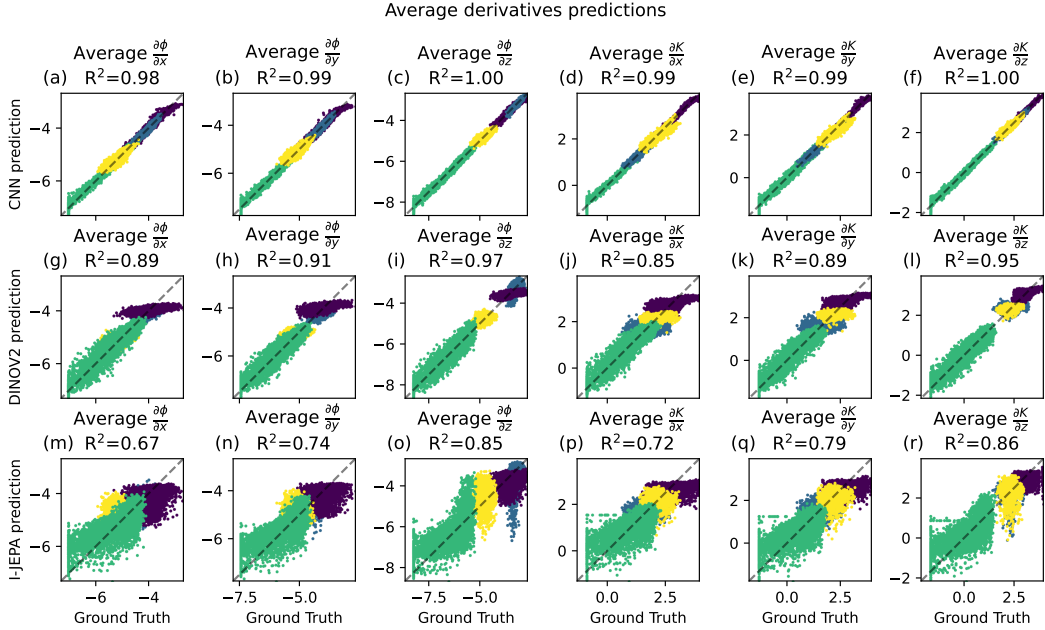 Average derivatives predictions
Average ∂ϕ/∂x Average ∂ϕ/∂y Average ∂ϕ/∂z Average ∂K/∂x Average ∂K/∂y Average ∂K/∂z
(a) R²=0.98 (b) R²=0.99 (c) R²=1.00 (d) R²=0.99 (e) R²=0.99 (f) R²=1.00
CNN prediction
−4 −6
−4 −6
−4 −6 −8
2 0
2 0
2 0 −2
Average ∂ϕ/∂x Average ∂ϕ/∂y Average ∂ϕ/∂z Average ∂K/∂x Average ∂K/∂y Average ∂K/∂z
(g) R²=0.89 (h) R²=0.91 (i) R²=0.97 (j) R²=0.85 (k) R²=0.89 (l) R²=0.95
DINOV2 prediction
−4 −6
−4 −6
−4 −6 −8
2 0
2 0
2 0 −2
Average ∂ϕ/∂x Average ∂ϕ/∂y Average ∂ϕ/∂z Average ∂K/∂x Average ∂K/∂y Average ∂K/∂z
(m) R²=0.67 (n) R²=0.74 (o) R²=0.85 (p) R²=0.72 (q) R²=0.79 (r) R²=0.86
I-JEPA prediction
−4 −6
−4 −6
−4 −6 −8
2 0
2 0
2 0 −2
−6 −4 −7.5 −5.0 −7.5 −5.0 0.0 2.5 0.0 2.5 0.0 2.5
Ground Truth Ground Truth Ground Truth Ground Truth Ground Truth Ground Truth